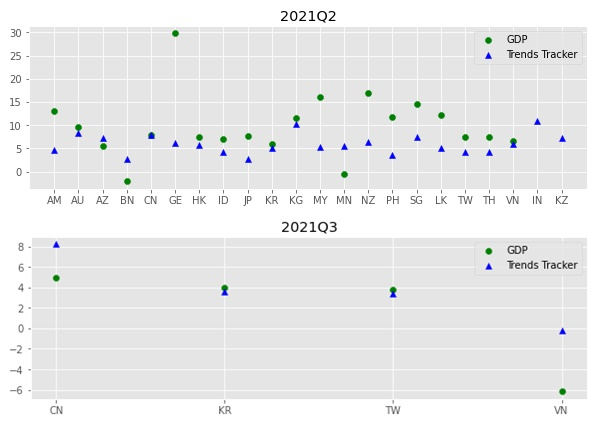 2021Q2
GDP
Trends Tracker
30
25
20
15
10
5
0
AM AU AZ BN CN GE HK ID JP KR KG MY MN NZ PH SG LK TW TH VN IN KZ
2021Q3
GDP
Trends Tracker
8
6
4
2
0
−2
−4
−6
CN KR TW VN